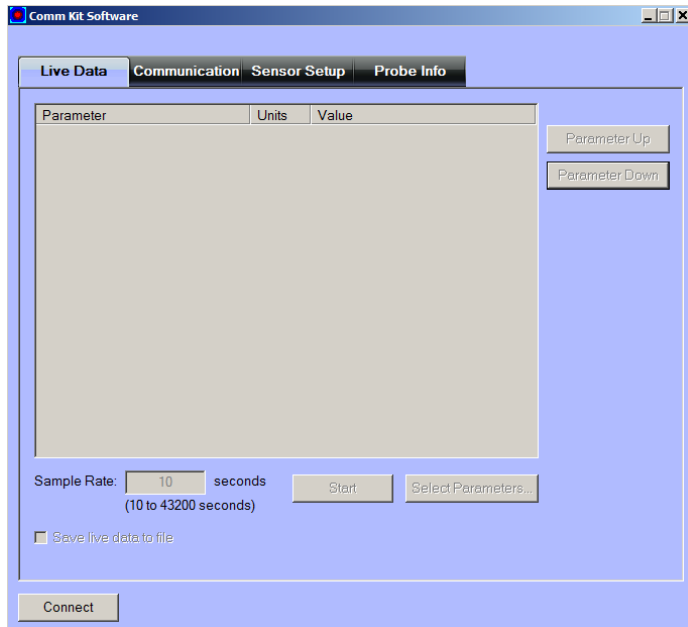 Comm Kit Software
Live Data Communication Sensor Setup Probe Info
Parameter Units Value
Parameter Up
Parameter Down
Sample Rate: 10 seconds
Start
Select Parameters...
(10 to 43200 seconds)
Save live data to file
Connect